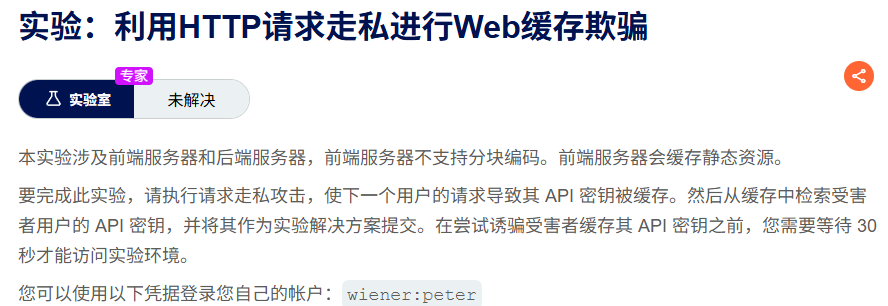 实验：利用HTTP请求走私进行Web缓存欺骗
专家
实验室
未解决
本实验涉及前端服务器和后端服务器，前端服务器不支持分块编码。前端服务器会缓存静态资源。
要完成此实验，请执行请求走私攻击，使下一个用户的请求导致其 API 密钥被缓存。然后从缓存中检索受害
者用户的 API 密钥，并将其作为实验解决方案提交。在尝试诱骗受害者缓存其 API 密钥之前，您需要等待 30
秒才能访问实验环境。
您可以使用以下凭据登录您自己的帐户：wiener:peter